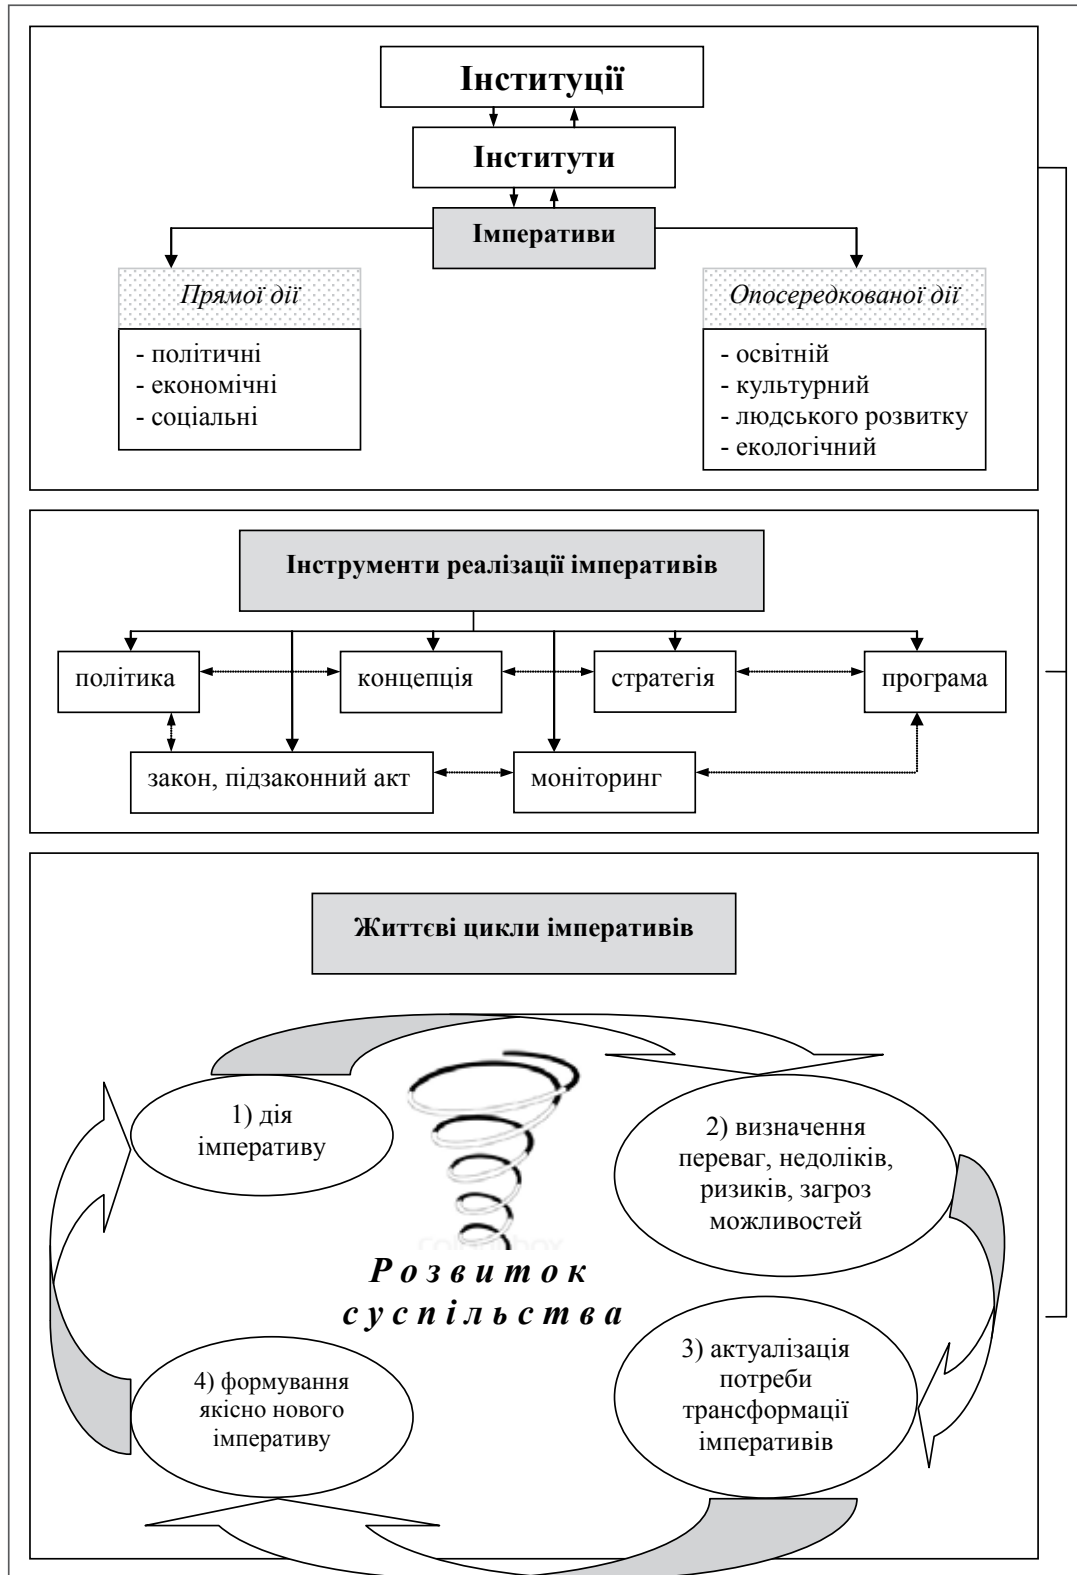 Інституції
Інститути
Імперативи
Прямої дії
- політичні
- економічні
- соціальні
Опосередкованої дії
- освітній
- культурний
- людського розвитку
- екологічний
Інструменти реалізації імперативів
політика
концепція
стратегія
програма
закон, підзаконний акт
моніторинг
Життєві цикли імперативів
1) дія
імперативу
2) визначення
переваг, недоліків,
ризиків, загроз
можливостей
Розвиток
суспільства
3) актуалізація
потреби
трансформації
імперативів
4) формування
якісно нового
імперативу